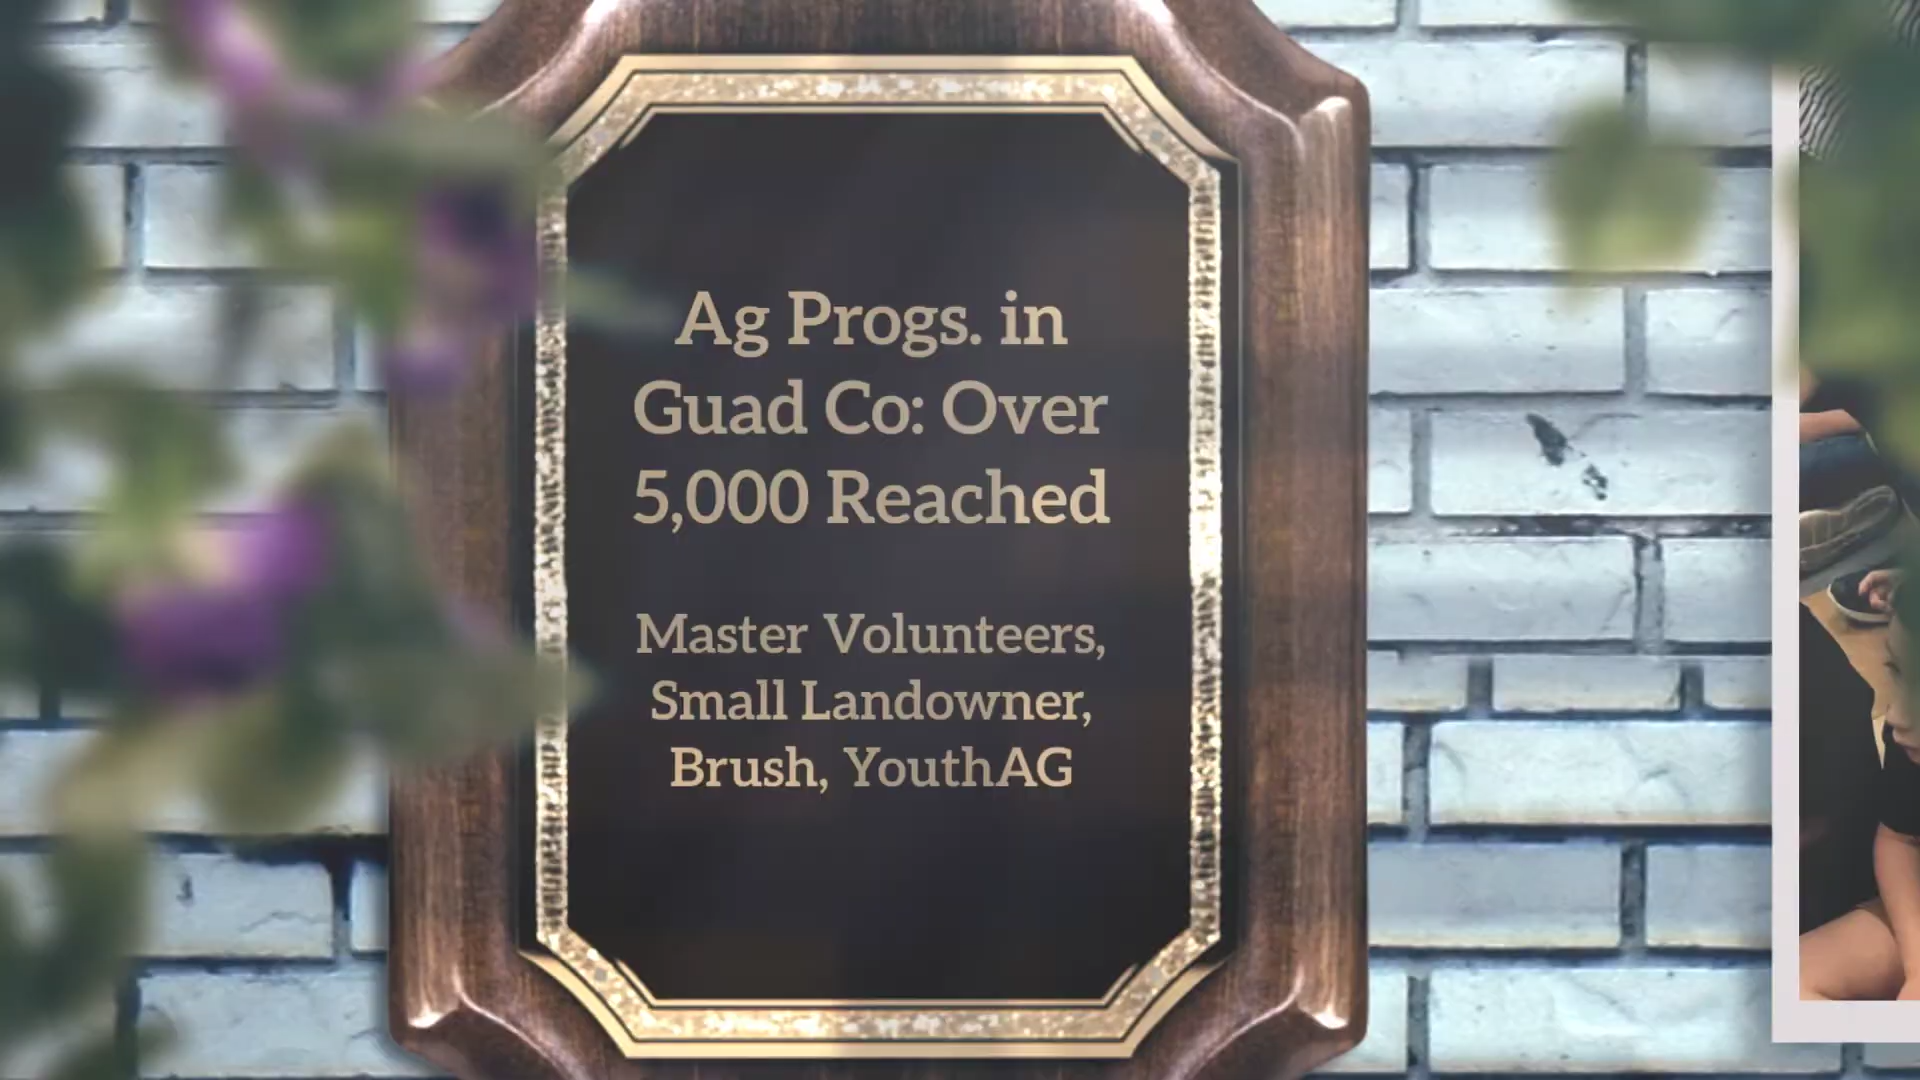 Ag Progs. in
Guad Co: Over
5,000 Reached
Master Volunteers,
Small Landowner,
Brush, YouthAG